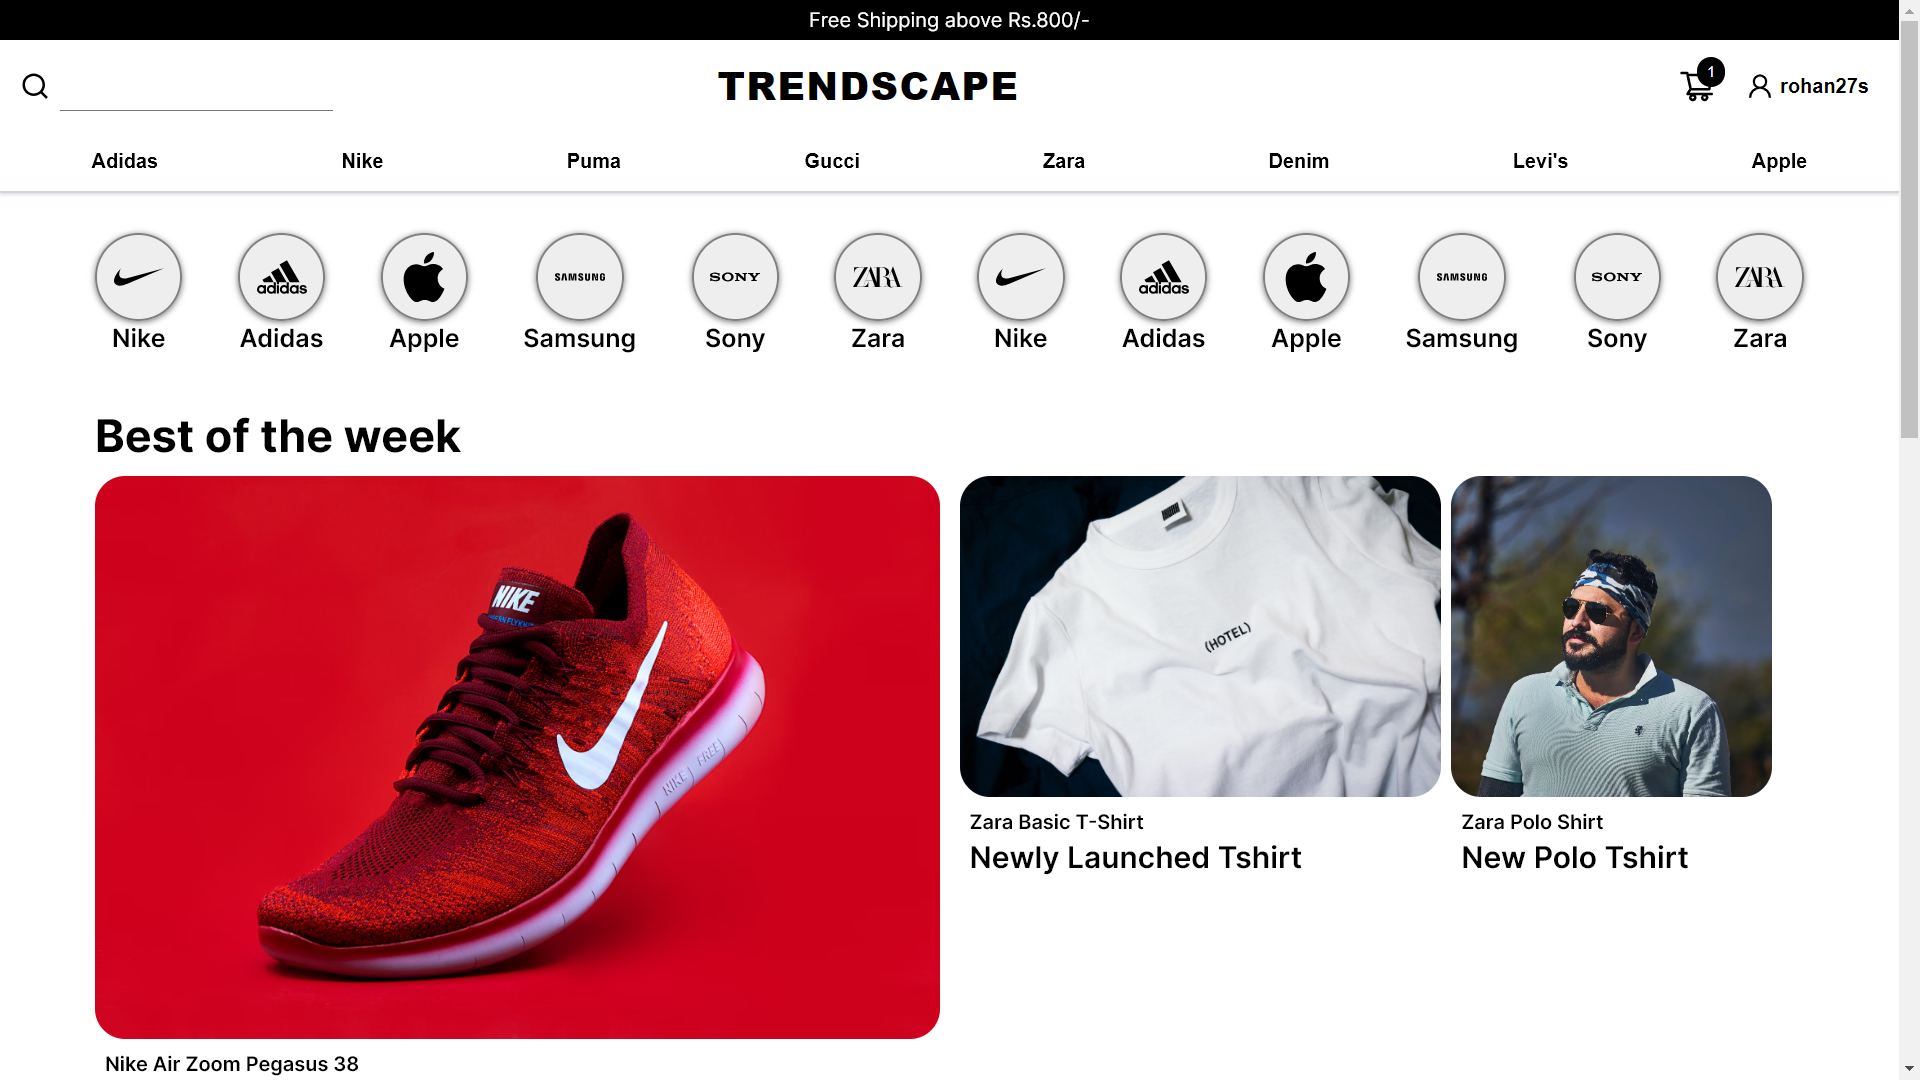 Free Shipping above Rs.800/-
TRENDSCAPE
1
rohan27s
Adidas Nike Puma Gucci Zara Denim Levi's Apple
adidas SAMSUNG SONY ZARA adidas SAMSUNG SONY ZARA
Nike Adidas Apple Samsung Sony Zara Nike Adidas Apple Samsung Sony Zara
Best of the week
NIKE
NIKE FREE
(HOTEL)
Zara Basic T-Shirt
Newly Launched Tshirt
Zara Polo Shirt
New Polo Tshirt
Nike Air Zoom Pegasus 38